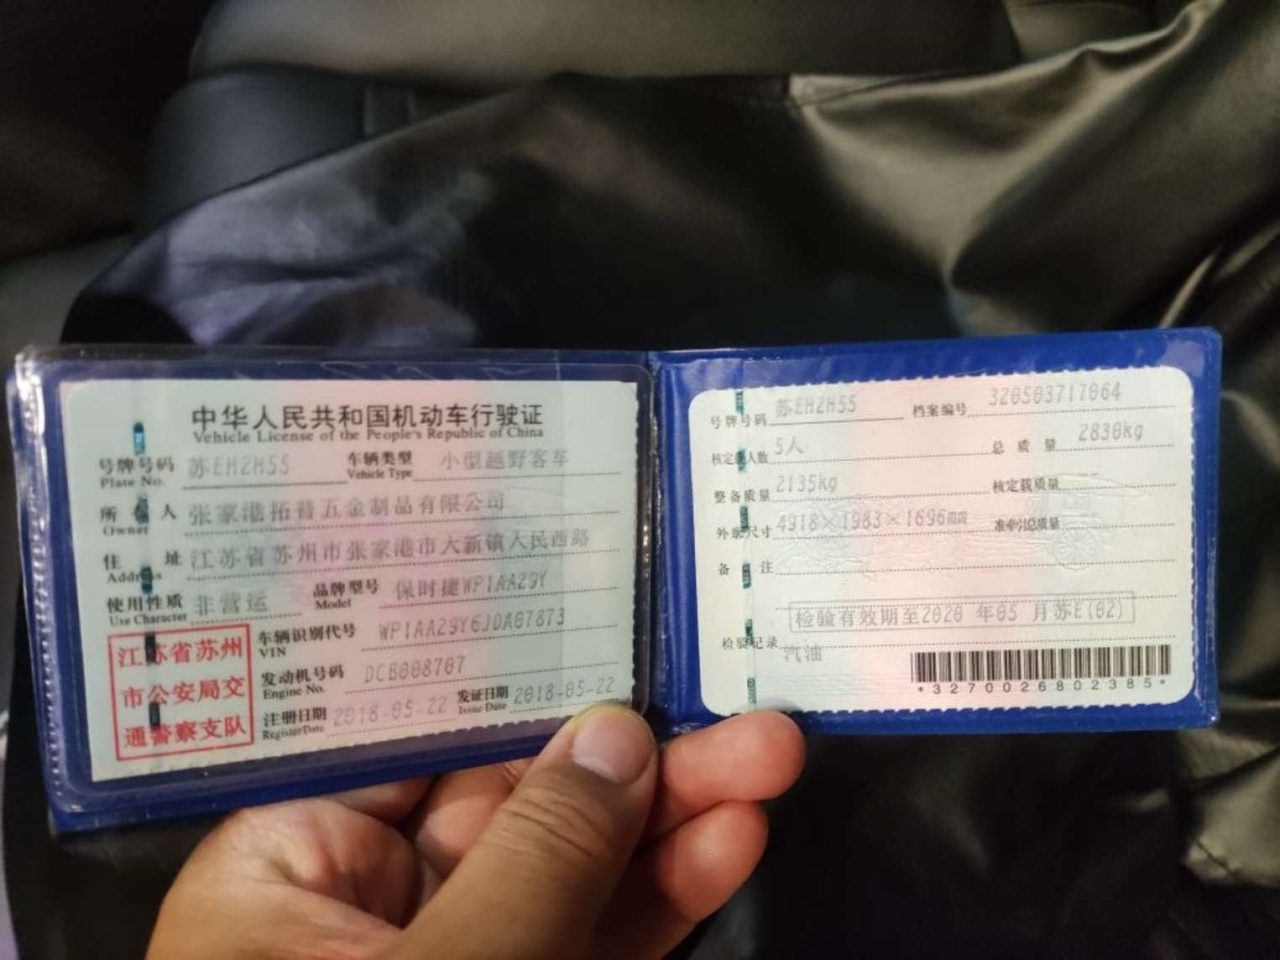 中华人民共和国机动车行驶证
Vehicle License of the People's Republic of China
号牌号码 苏EH2H55 车辆类型 小型越野客车
Plate No. Vehicle Type
所有人 张家港拓普五金制品有限公司
Owner
住址 江苏省苏州市张家港市大新镇人民西路
Address
使用性质 非营运 品牌型号 保时捷WP1AA29Y
Use Character Model
江苏省苏州
市公安局交
通警察支队
车辆识别代号 WP1AA29Y6JDA07873
VIN
发动机号码 DCB008707
Engine No.
注册日期 2018-05-22 发证日期 2018-05-22
Register Date Issue Date
号牌号码 苏EH2H55 档案编号 320503717064
核定载人数 5人 总质量 2830kg
整备质量 2135kg 核定载质量
外廓尺寸 4918×1983×1696mm 准牵引总质量
备注
检验有效期至2020年05月苏E(02)
检验记录
汽油
*3270026802385*